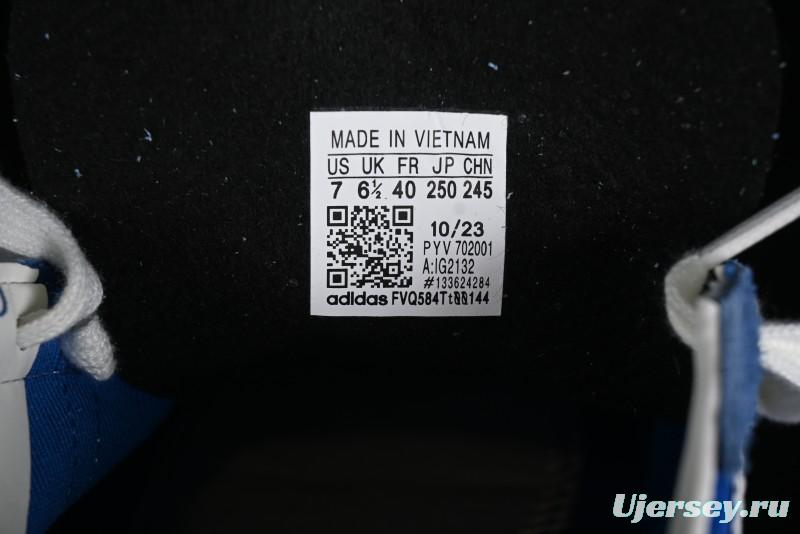 MADE IN VIETNAM
US UK FR JP CHN
7 6½ 40 250 245
10/23
PYV 702001
A:IG2132
#133624284
adidas FVQ584Tt00144
Ujersey.ru